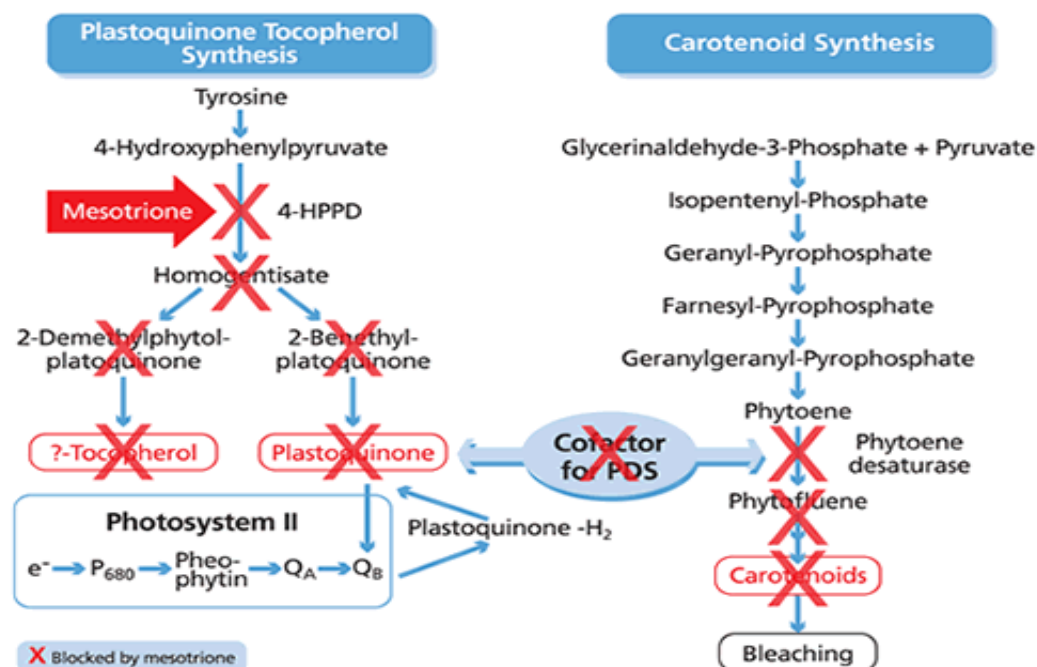 Plastoquinone Tocopherol
Synthesis
Tyrosine
4-Hydroxyphenylpyruvate
Mesotrione
4-HPPD
Homogentisate
2-Demethylphytol-
platoquinone
2-Benethyl-
platoquinone
?-Tocopherol
Plastoquinone
Photosystem II
e⁻
P₆₈₀
Pheo-
phytin
Q_A
Q_B
Plastoquinone -H₂
X Blocked by mesotrione
Cofactor
for PDS
Carotenoid Synthesis
Glycerinaldehyde-3-Phosphate + Pyruvate
Isopentenyl-Phosphate
Geranyl-Pyrophosphate
Farnesyl-Pyrophosphate
Geranylgeranyl-Pyrophosphate
Phytoene
Phytoene
desaturase
Phytofluene
Carotenoids
Bleaching